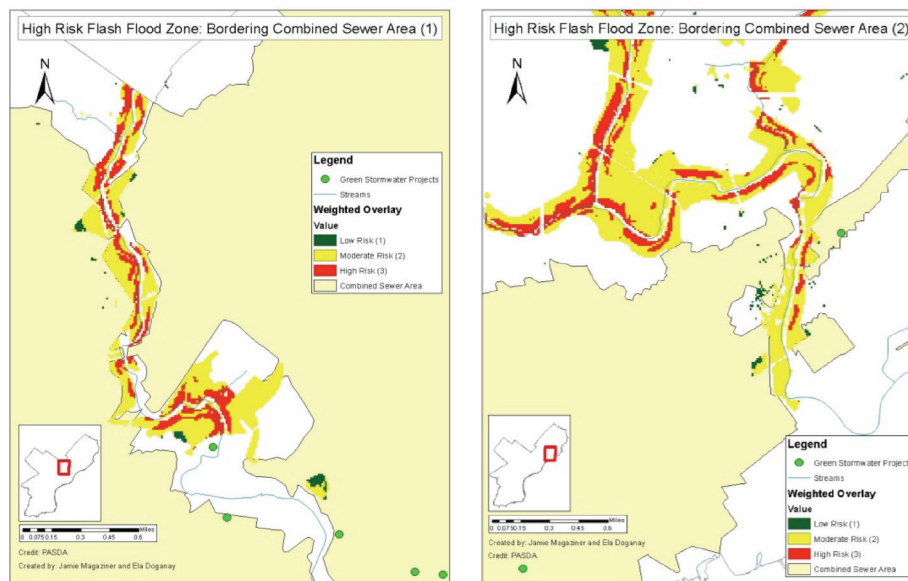 High Risk Flash Flood Zone: Bordering Combined Sewer Area (1)
N
Legend
Green Stormwater Projects
Streams
Weighted Overlay
Value
Low Risk (1)
Moderate Risk (2)
High Risk (3)
Combined Sewer Area
Miles
0 0.075 0.15 0.3 0.45 0.6
Credit: PASDA
Created by: Jamie Magaziner and Ela Doganay
High Risk Flash Flood Zone: Bordering Combined Sewer Area (2)
N
Legend
Green Stormwater Project
Streams
Weighted Overlay
Value
Low Risk (1)
Moderate Risk (2)
High Risk (3)
Combined Sewer Area
Miles
0 0.075 0.15 0.3 0.45 0.6
Created by: Jamie Magaziner and Ela Doganay
Credit: PASDA